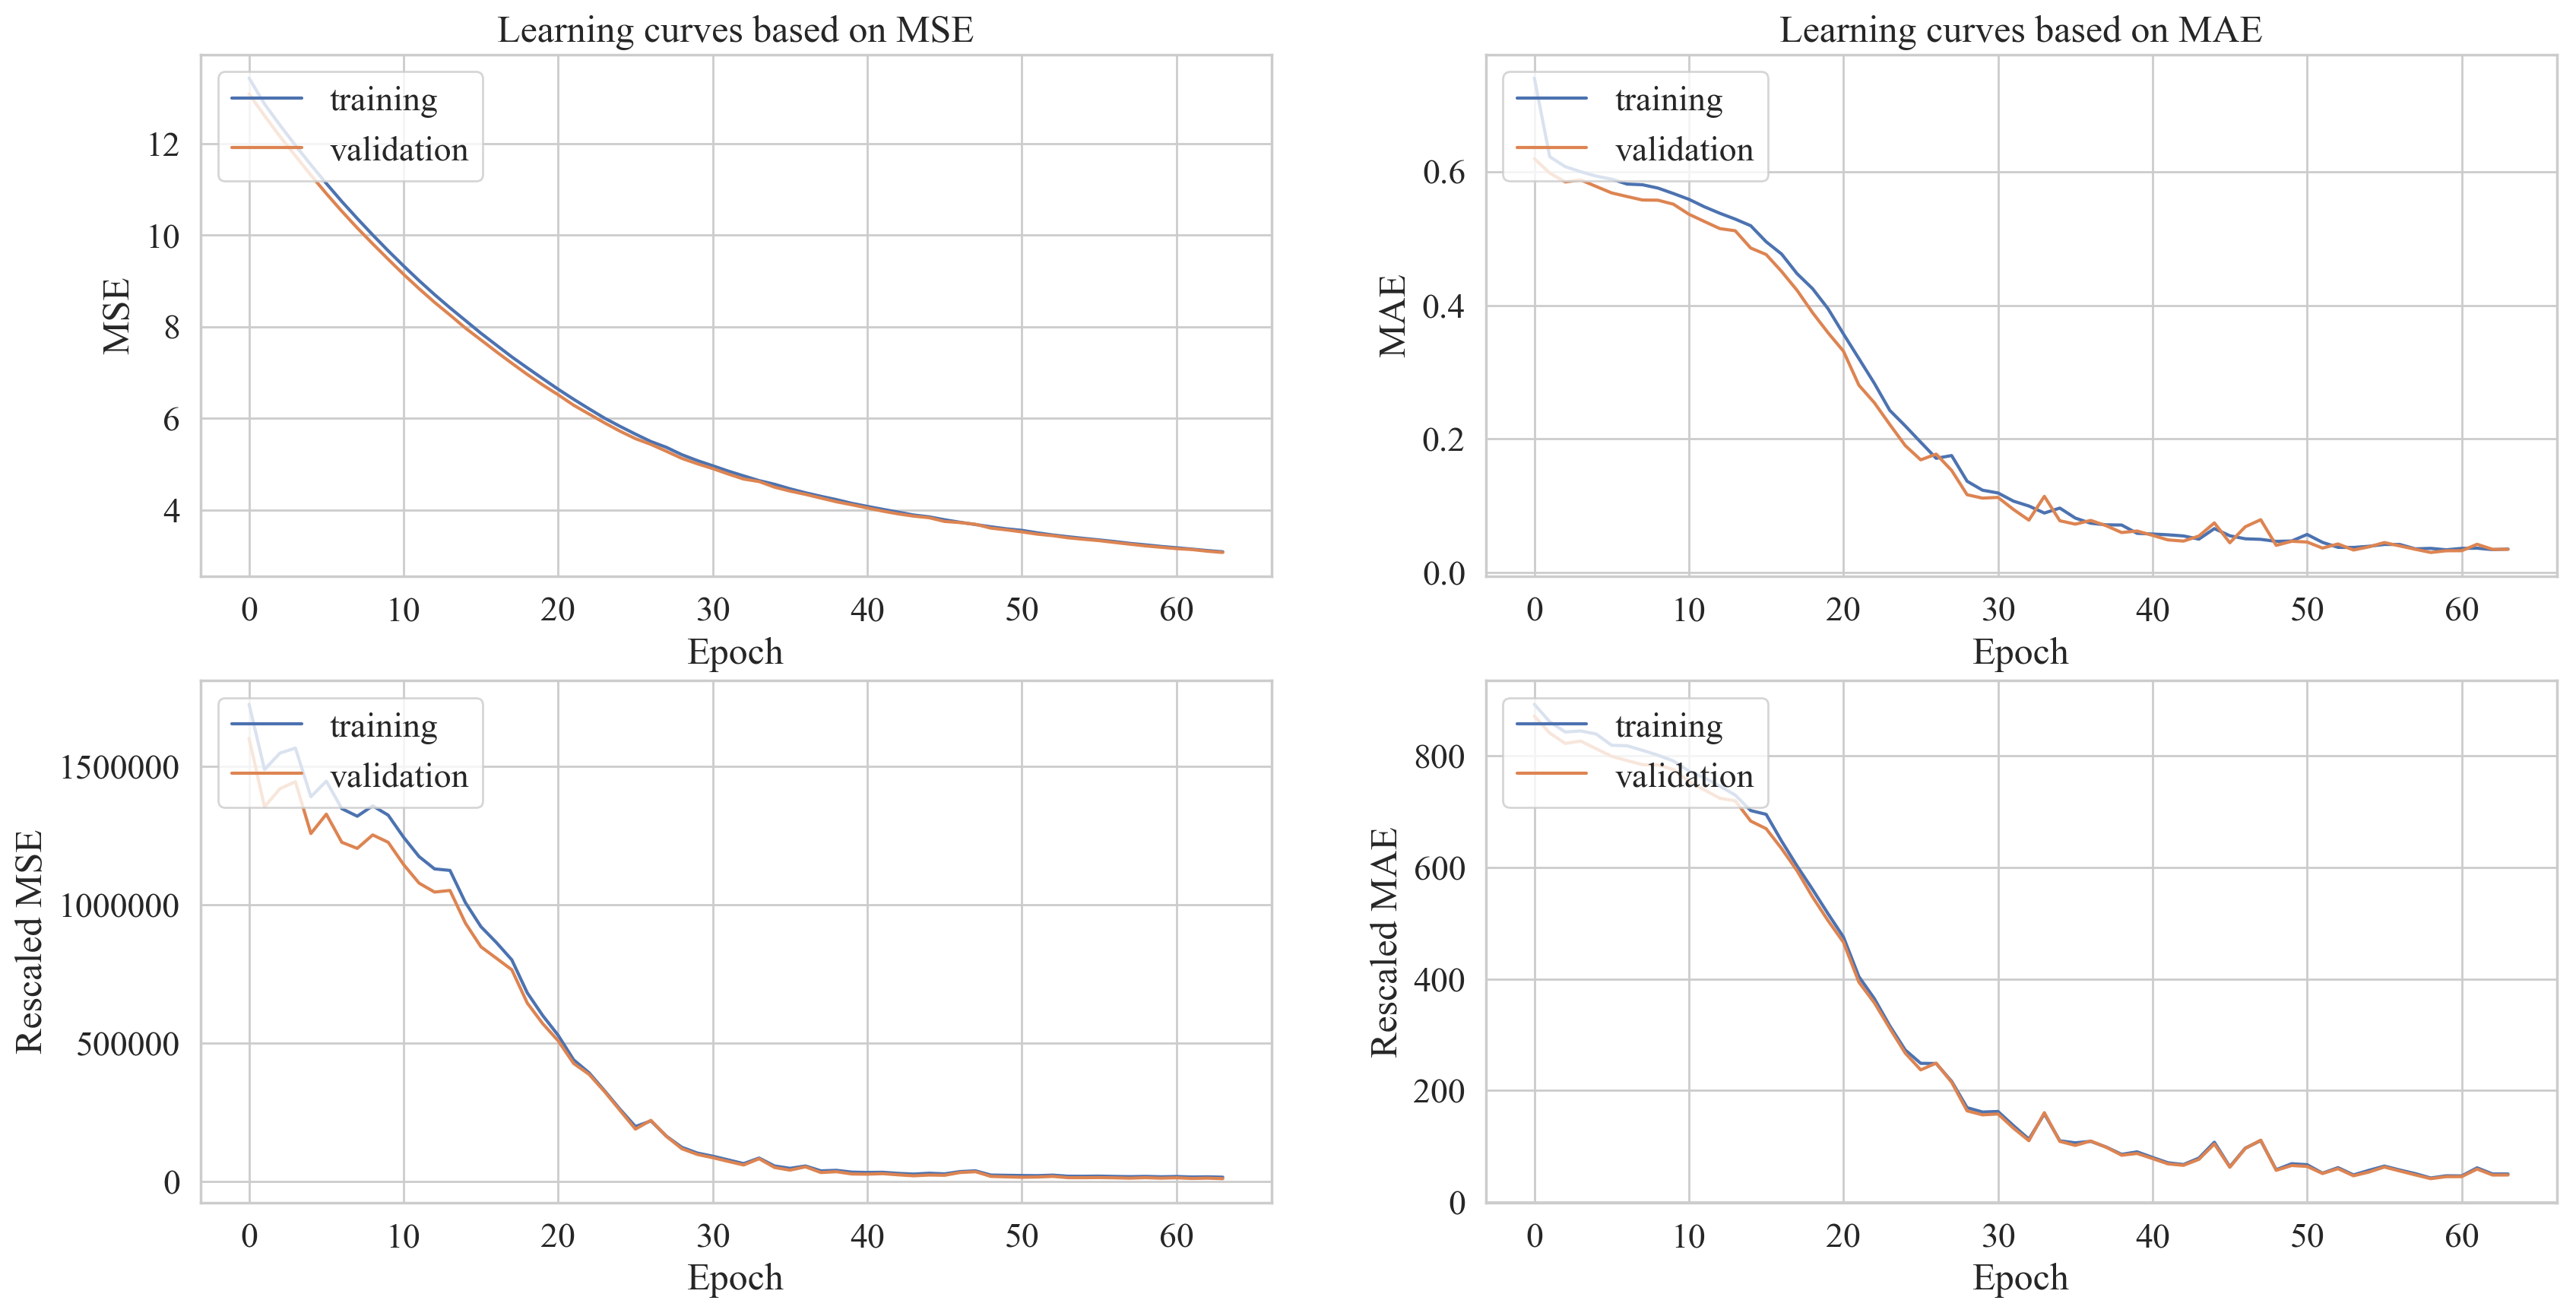 Learning curves based on MSE
training
validation
MSE
12
10
8
6
4
0 10 20 30 40 50 60
Epoch
Learning curves based on MAE
training
validation
MAE
0.6
0.4
0.2
0.0
0 10 20 30 40 50 60
Epoch
training
validation
Rescaled MSE
1500000
1000000
500000
0
0 10 20 30 40 50 60
Epoch
training
validation
Rescaled MAE
800
600
400
200
0
0 10 20 30 40 50 60
Epoch